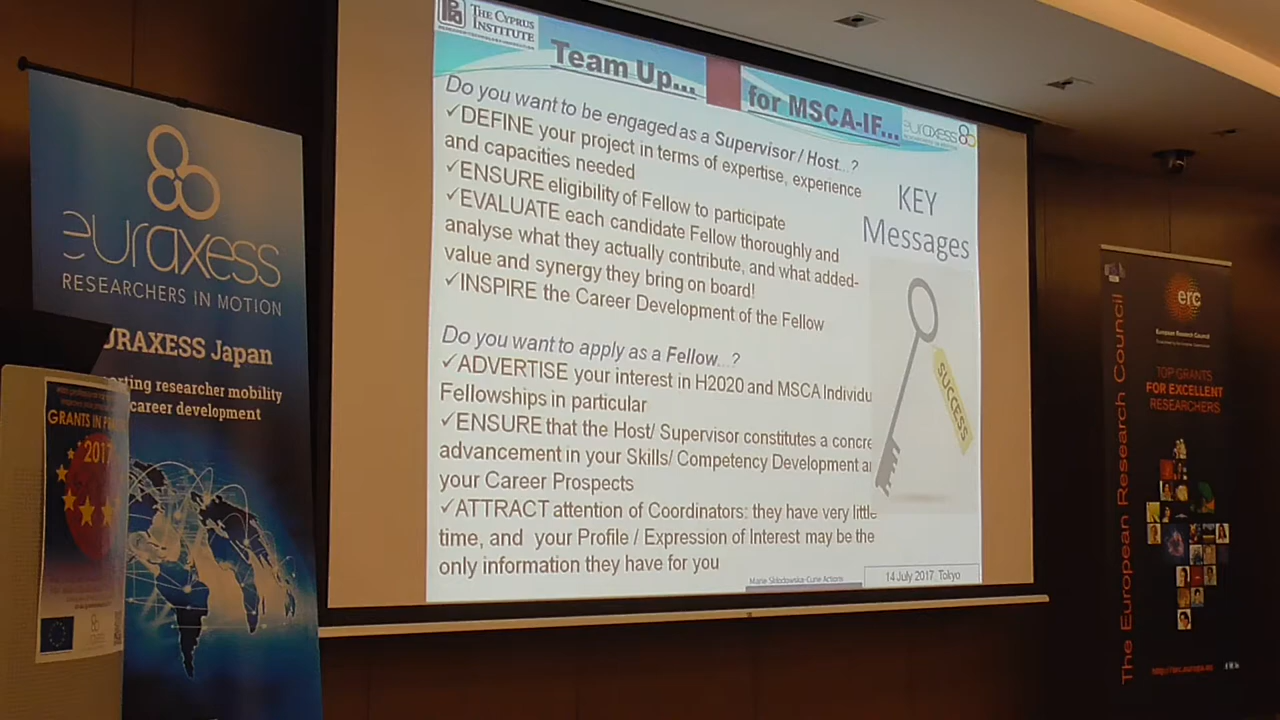 THE CYPRUS
INSTITUTE
Team Up...
for MSCA-IF...
euraxess
Do you want to be engaged as a Supervisor / Host...?
✓DEFINE your project in terms of expertise, experience
and capacities needed
✓ENSURE eligibility of Fellow to participate
✓EVALUATE each candidate Fellow thoroughly and
analyse what they actually contribute, and what added-
value and synergy they bring on board!
✓INSPIRE the Career Development of the Fellow
Do you want to apply as a Fellow...?
✓ADVERTISE your interest in H2020 and MSCA Individu
Fellowships in particular
✓ENSURE that the Host/ Supervisor constitutes a concre
advancement in your Skills/ Competency Development a
your Career Prospects
✓ATTRACT attention of Coordinators: they have very little
time, and your Profile / Expression of Interest may be the
only information they have for you
KEY
Messages
SUCCESS
Marie Skłodowska-Curie Actions
14 July 2017 Tokyo
euraxess
RESEARCHERS IN MOTION
URAXESS Japan
rting researcher mobility
career development
GRANTS IN
2017
The European Research Council
erc
European Research Council
TOP GRANTS
FOR EXCELLENT
RESEARCHERS
http://erc.europa.eu